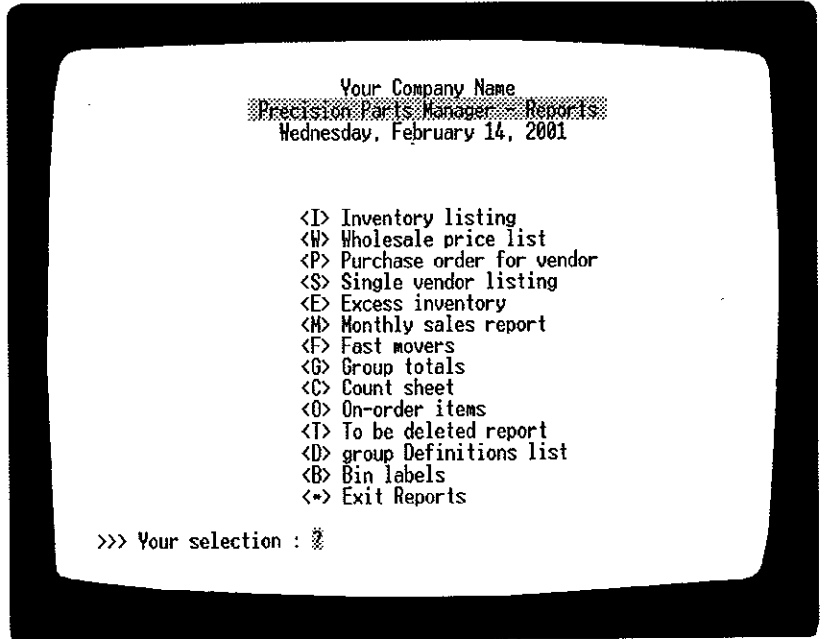 Your Company Name
Precision Parts Manager - Reports
Wednesday, February 14, 2001
<I> Inventory listing
<W> Wholesale price list
<P> Purchase order for vendor
<S> Single vendor listing
<E> Excess inventory
<M> Monthly sales report
<F> Fast movers
<G> Group totals
<C> Count sheet
<O> On-order items
<T> To be deleted report
<D> group Definitions list
<B> Bin labels
<*> Exit Reports
>>> Your selection : ?